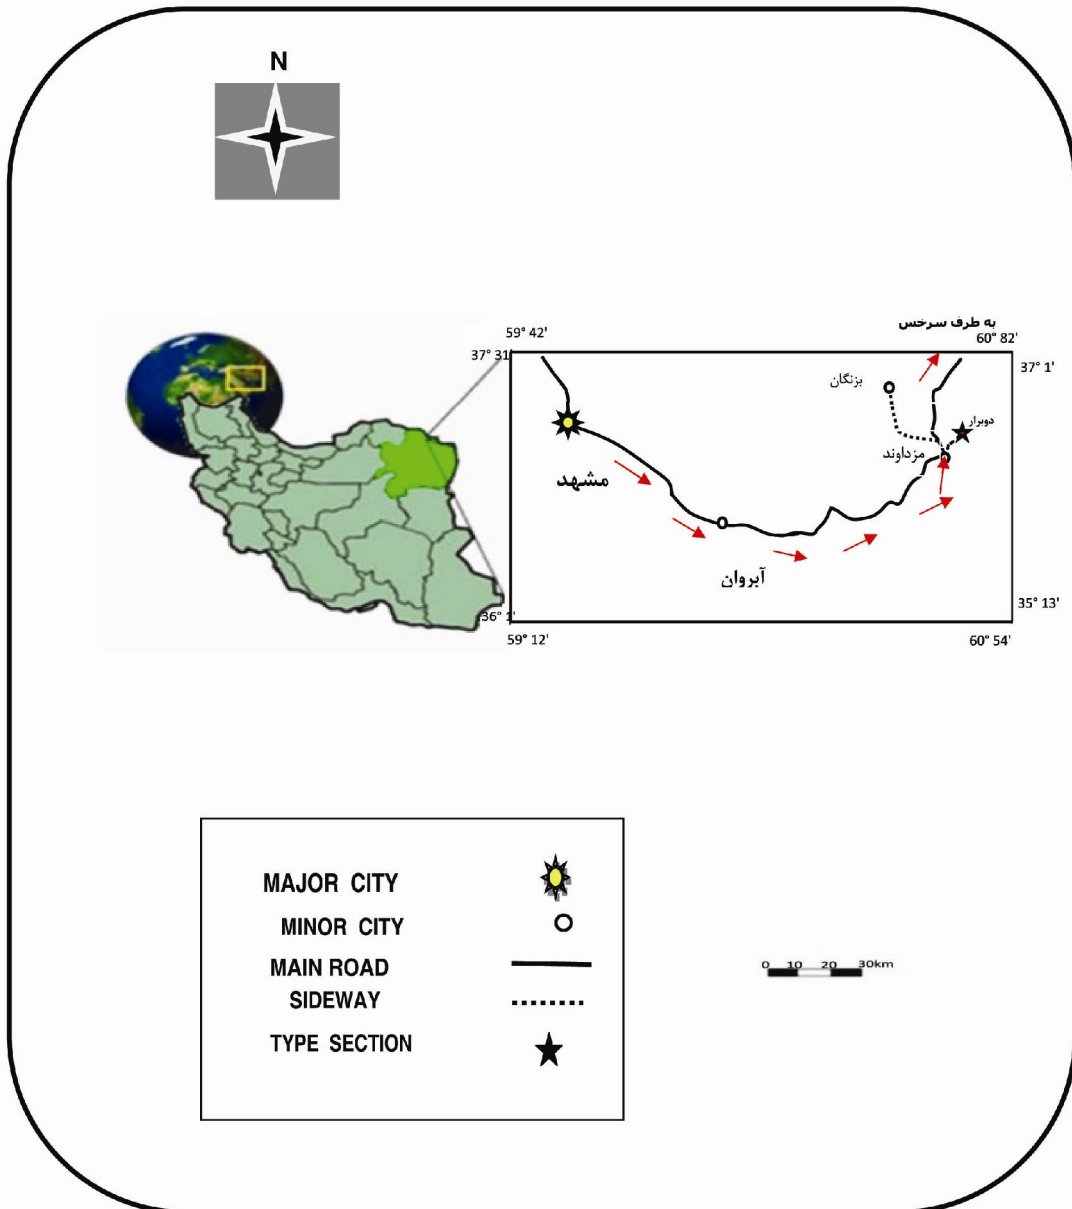 N
به طرف سرخس
59° 42'
60° 82'
37° 31'
37° 1'
بزنگان
دوبرار
مزداوند
مشهد
آبروان
36° 1'
35° 13'
59° 12'
60° 54'
MAJOR CITY
MINOR CITY
MAIN ROAD
SIDEWAY
TYPE SECTION
0 10 20 30km